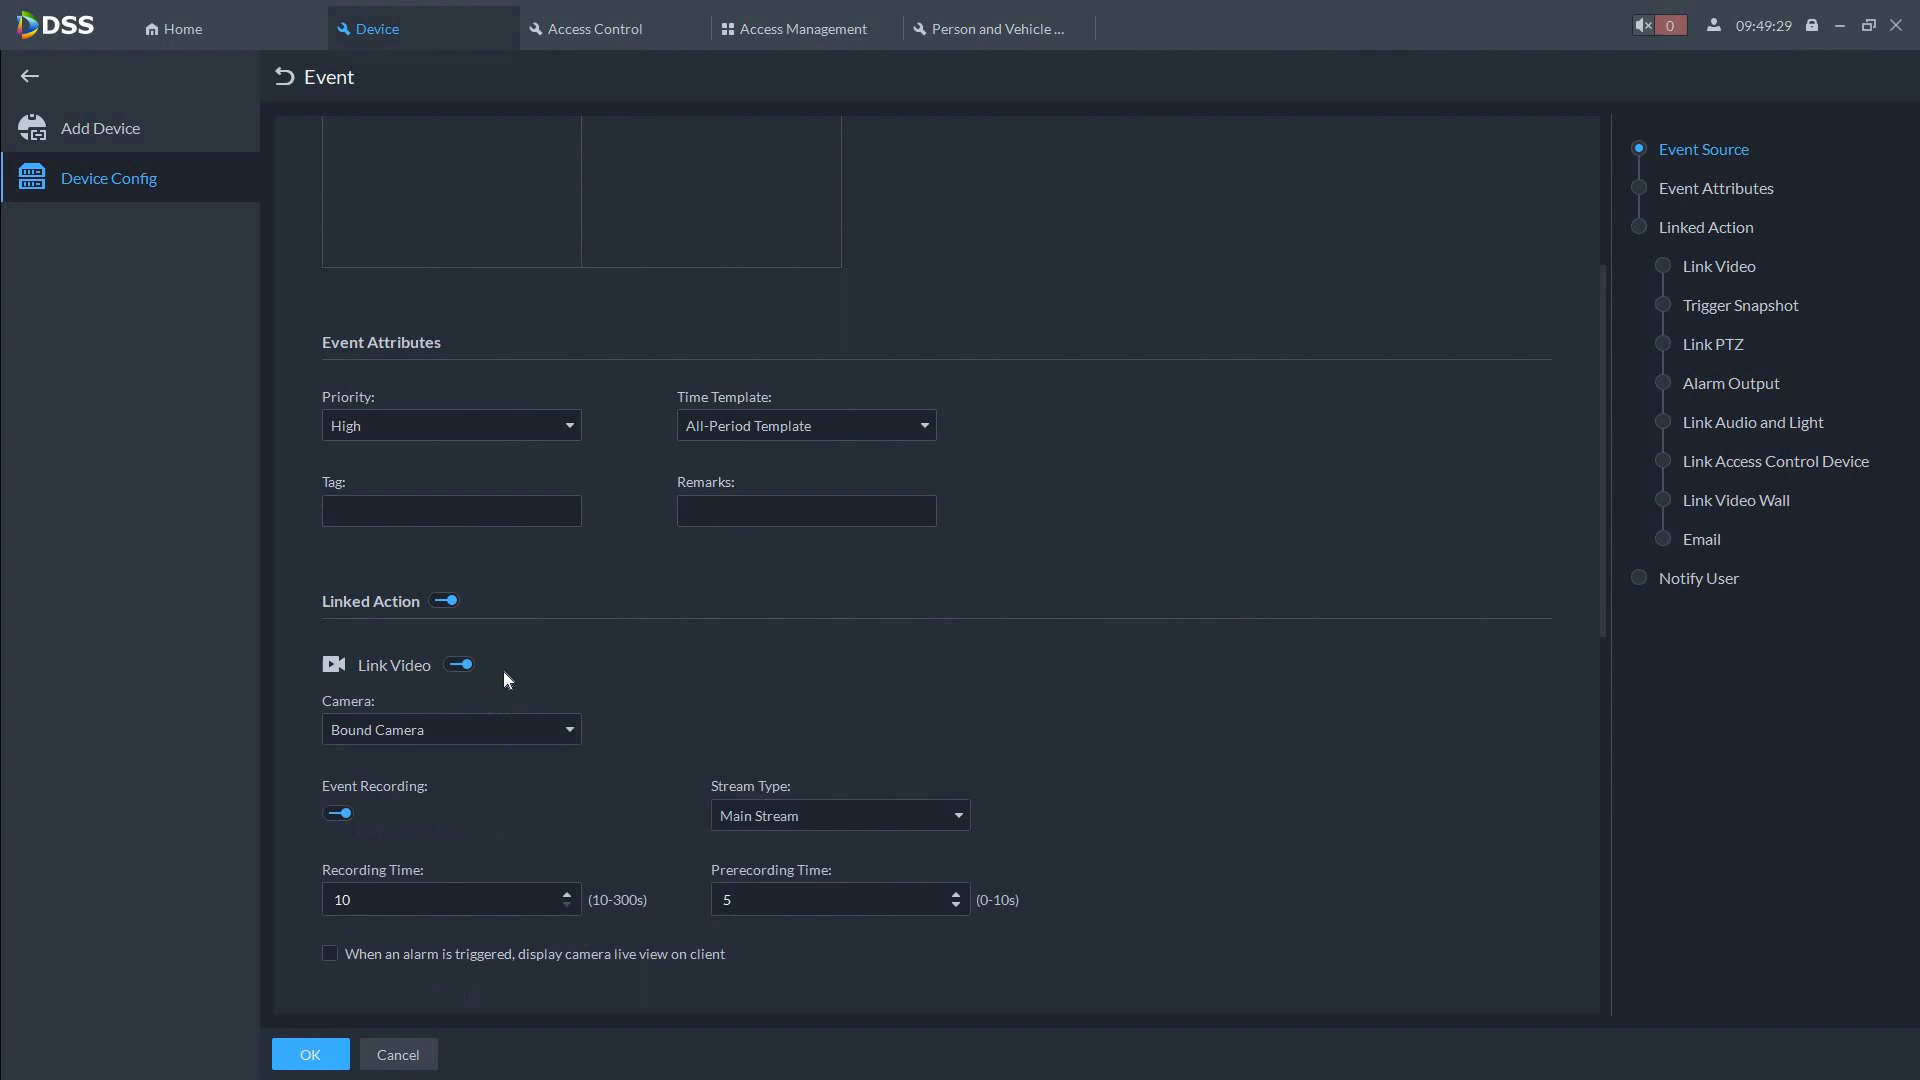 DSS
Home
Device
Access Control
Access Management
Person and Vehicle ...
0
09:49:29
Event
Add Device
Device Config
Event Source
Event Attributes
Linked Action
Link Video
Trigger Snapshot
Link PTZ
Alarm Output
Link Audio and Light
Link Access Control Device
Link Video Wall
Email
Notify User
Event Attributes
Priority:
Time Template:
High
All-Period Template
Tag:
Remarks:
Linked Action
Link Video
Camera:
Bound Camera
Event Recording:
Stream Type:
Main Stream
Recording Time:
Prerecording Time:
10 (10-300s)
5 (0-10s)
When an alarm is triggered, display camera live view on client
OK
Cancel